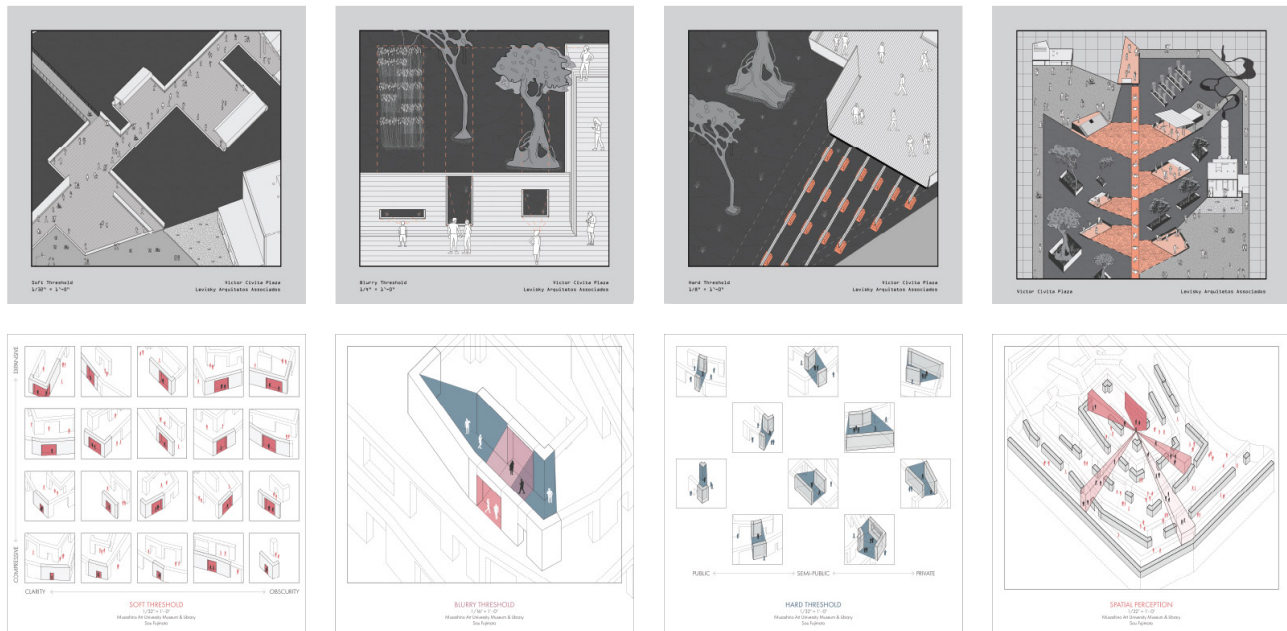 Soft Threshold
Victor Civita Plaza
1/32" = 1'-0"
Levisky Arquitetos Associados
Blurry Threshold
Victor Civita Plaza
1/4" = 1'-0"
Levisky Arquitetos Associados
Hard Threshold
Victor Civita Plaza
1/8" = 1'-0"
Levisky Arquitetos Associados
Victor Civita Plaza
Levisky Arquitetos Associados
EXPANSIVE
COMPRESSIVE
CLARITY
OBSCURITY
SOFT THRESHOLD
1/32" = 1'-0"
Musashino Art University Museum & Library
Sou Fujimoto
BLURRY THRESHOLD
1/16" = 1'-0"
Musashino Art University Museum & Library
Sou Fujimoto
PUBLIC
SEMI-PUBLIC
PRIVATE
HARD THRESHOLD
1/32" = 1'-0"
Musashino Art University Museum & Library
Sou Fujimoto
SPATIAL PERCEPTION
1/32" = 1'-0"
Musashino Art University Museum & Library
Sou Fujimoto